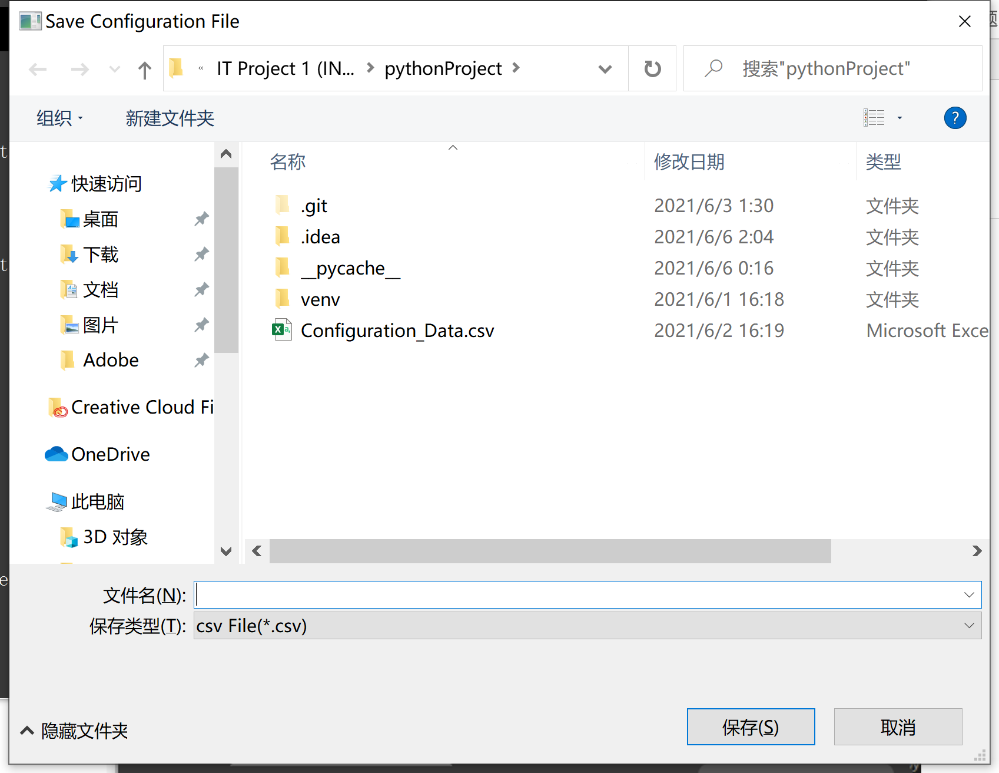 Save Configuration File
« IT Project 1 (IN... › pythonProject › 搜索"pythonProject"
组织 新建文件夹 ?
名称 修改日期 类型
快速访问
桌面
下载
文档
图片
Adobe
Creative Cloud Fi
OneDrive
此电脑
3D 对象
.git 2021/6/3 1:30 文件夹
.idea 2021/6/6 2:04 文件夹
__pycache__ 2021/6/6 0:16 文件夹
venv 2021/6/1 16:18 文件夹
Configuration_Data.csv 2021/6/2 16:19 Microsoft Exce
文件名(N):
保存类型(T): csv File(*.csv)
隐藏文件夹 保存(S) 取消
t
t
e